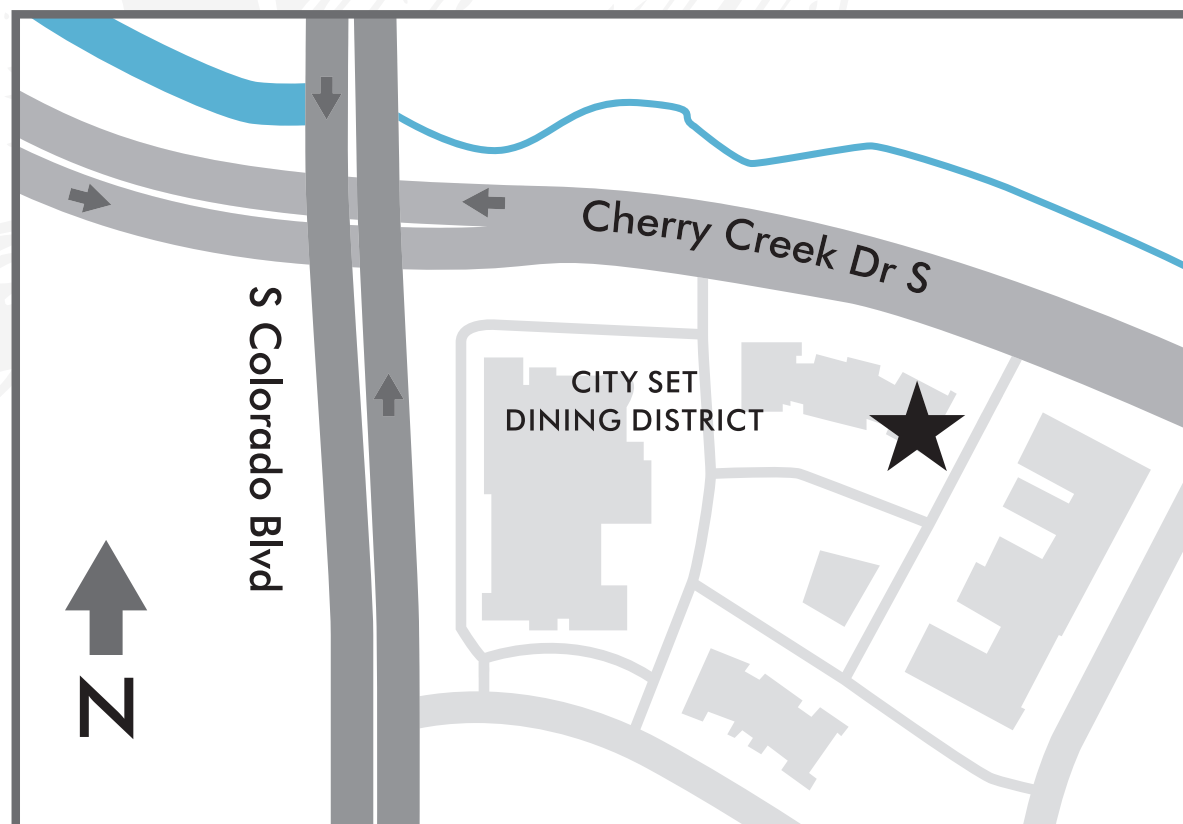 Cherry Creek Dr S
S Colorado Blvd
CITY SET
DINING DISTRICT
N